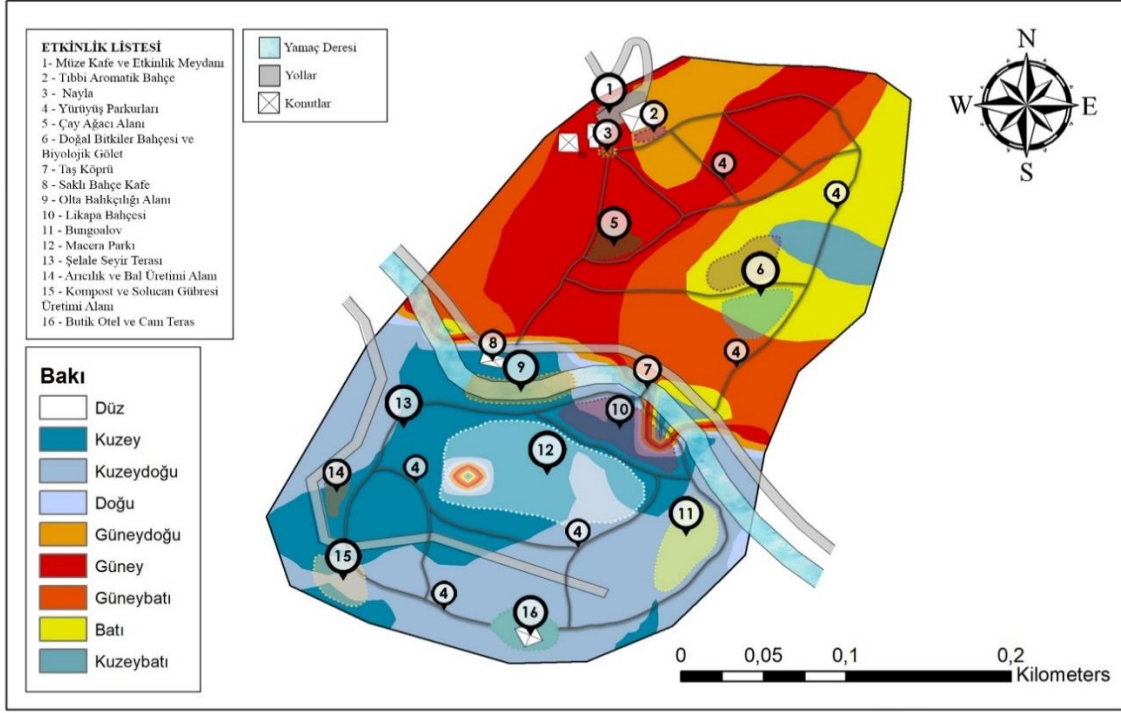 ETKİNLİK LİSTESİ
1- Müze Kafe ve Etkinlik Meydanı
2 - Tıbbi Aromatik Bahçe
3 - Nayla
4 - Yürüyüş Parkurları
5 - Çay Ağacı Alanı
6 - Doğal Bitkiler Bahçesi ve
Biyolojik Gölet
7 - Taş Köprü
8 - Saklı Bahçe Kafe
9 - Olta Balıkçılığı Alanı
10 - Likapa Bahçesi
11 - Bungoalov
12 - Macera Parkı
13 - Şelale Seyir Terası
14 - Arıcılık ve Bal Üretimi Alanı
15 - Kompost ve Solucan Gübresi
Üretimi Alanı
16 - Butik Otel ve Cam Teras
Yamaç Deresi
Yollar
Konutlar
Bakı
Düz
Kuzey
Kuzeydoğu
Doğu
Güneydoğu
Güney
Güneybatı
Batı
Kuzeybatı
N
W E
S
1
2
3
4
4
5
6
4
8
7
9
13
10
12
4
14
11
4
15
4
16
0 0,05 0,1 0,2
Kilometers